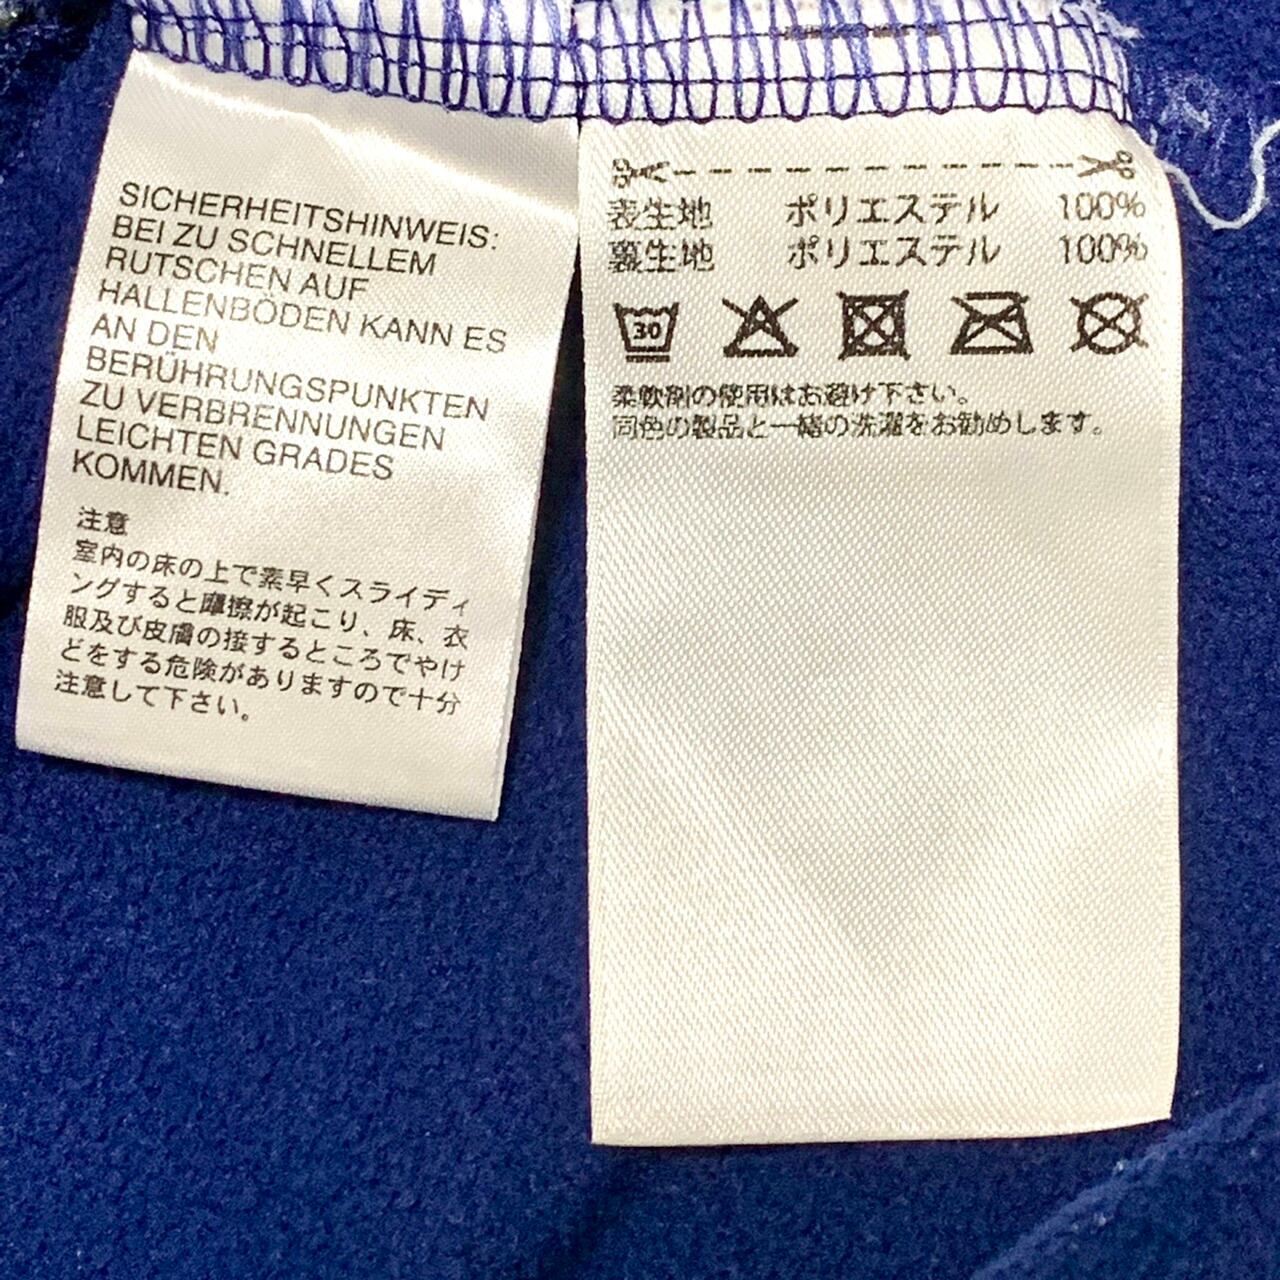 SICHERHEITSHINWEIS:
BEI ZU SCHNELLEM
RUTSCHEN AUF
HALLENBÖDEN KANN ES
AN DEN
BERÜHRUNGSPUNKTEN
ZU VERBRENNUNGEN
LEICHTEN GRADES
KOMMEN.
注意
室内の床の上で素早くスライディ
ングすると摩擦が起こり、床、衣
服及び皮膚の接するところでやけ
どをする危険がありますので十分
注意して下さい。
表生地 ポリエステル 100%
裏生地 ポリエステル 100%
30
柔軟剤の使用はお避け下さい。
同色の製品と一緒の洗濯をお勧めします。